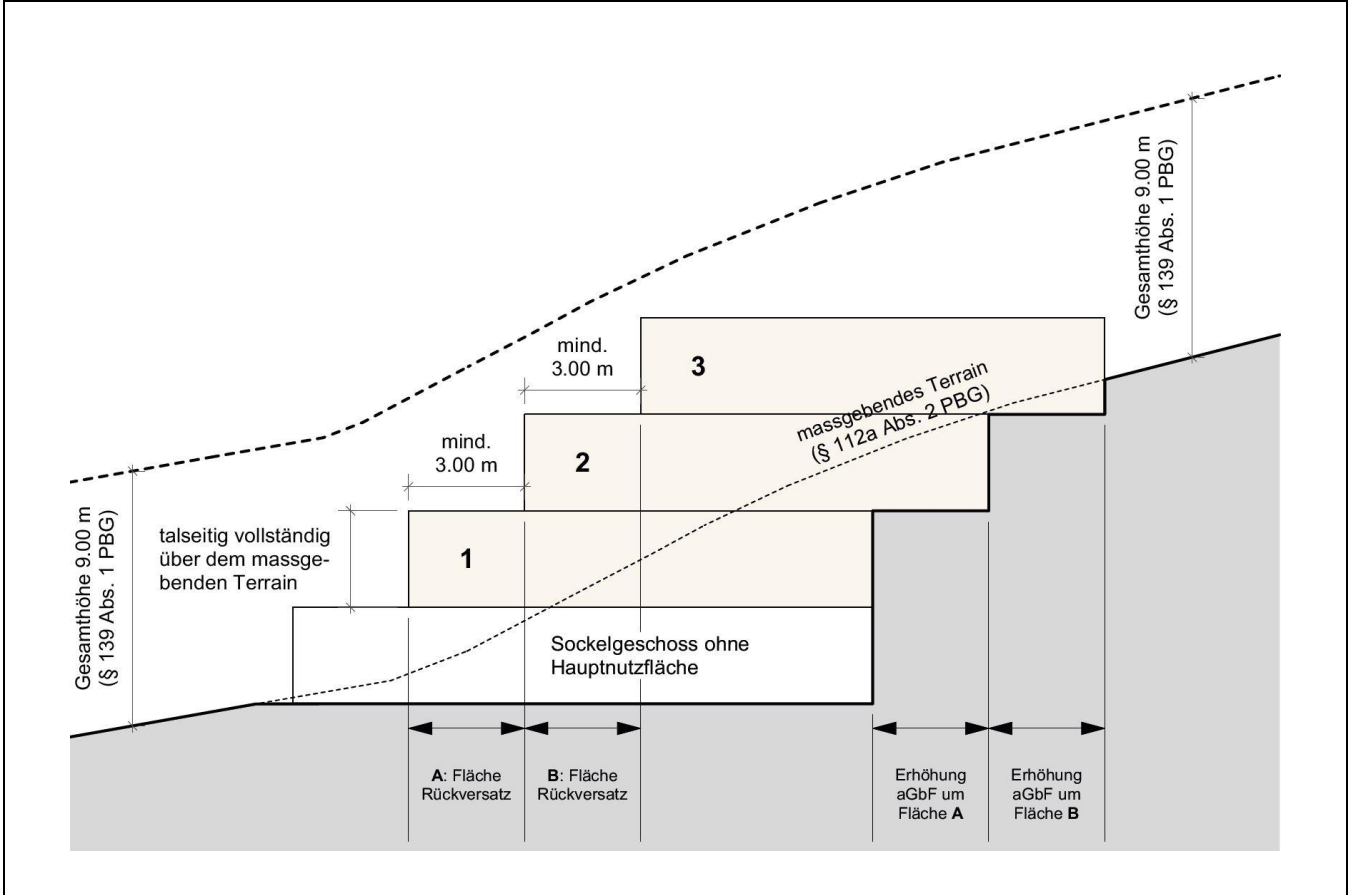 Gesamthöhe 9.00 m
(§ 139 Abs. 1 PBG)
mind.
3.00 m
3
massgebendes Terrain
(§ 112a Abs. 2 PBG)
mind.
3.00 m
2
Gesamthöhe 9.00 m
(§ 139 Abs. 1 PBG)
talseitig vollständig
über dem massge-
benden Terrain
1
Sockelgeschoss ohne
Hauptnutzfläche
A: Fläche
Rückversatz
B: Fläche
Rückversatz
Erhöhung
aGbF um
Fläche A
Erhöhung
aGbF um
Fläche B